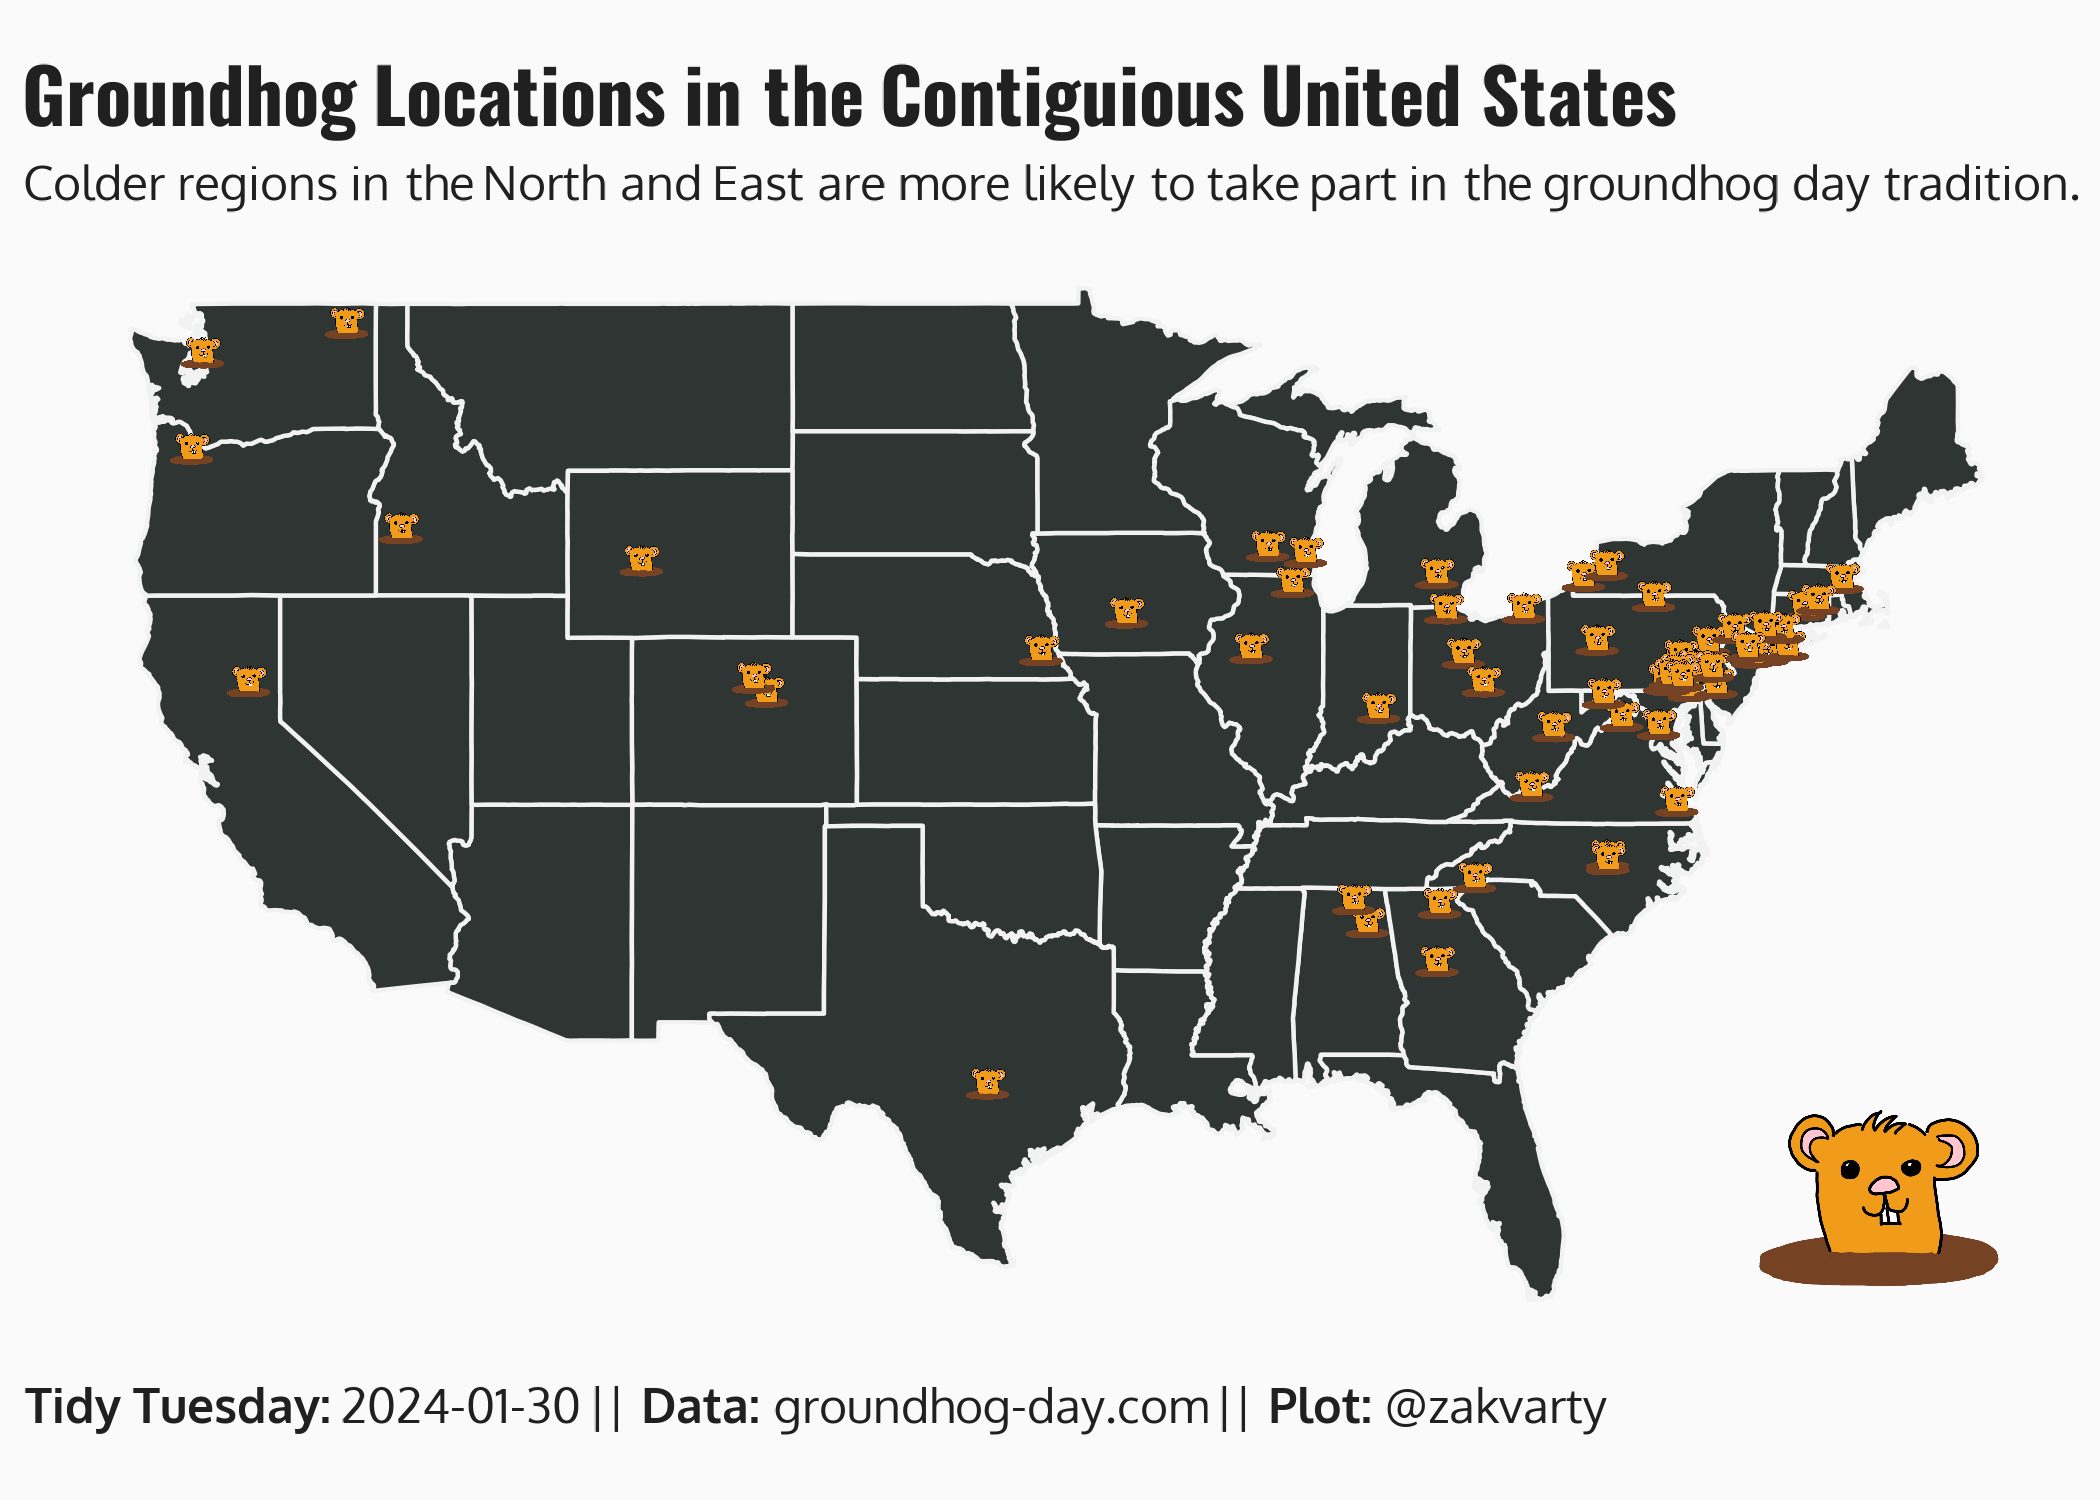 Groundhog Locations in the Contiguious United States
Colder regions in the North and East are more likely to take part in the groundhog day tradition.
Tidy Tuesday: 2024-01-30 || Data: groundhog-day.com || Plot: @zakvarty